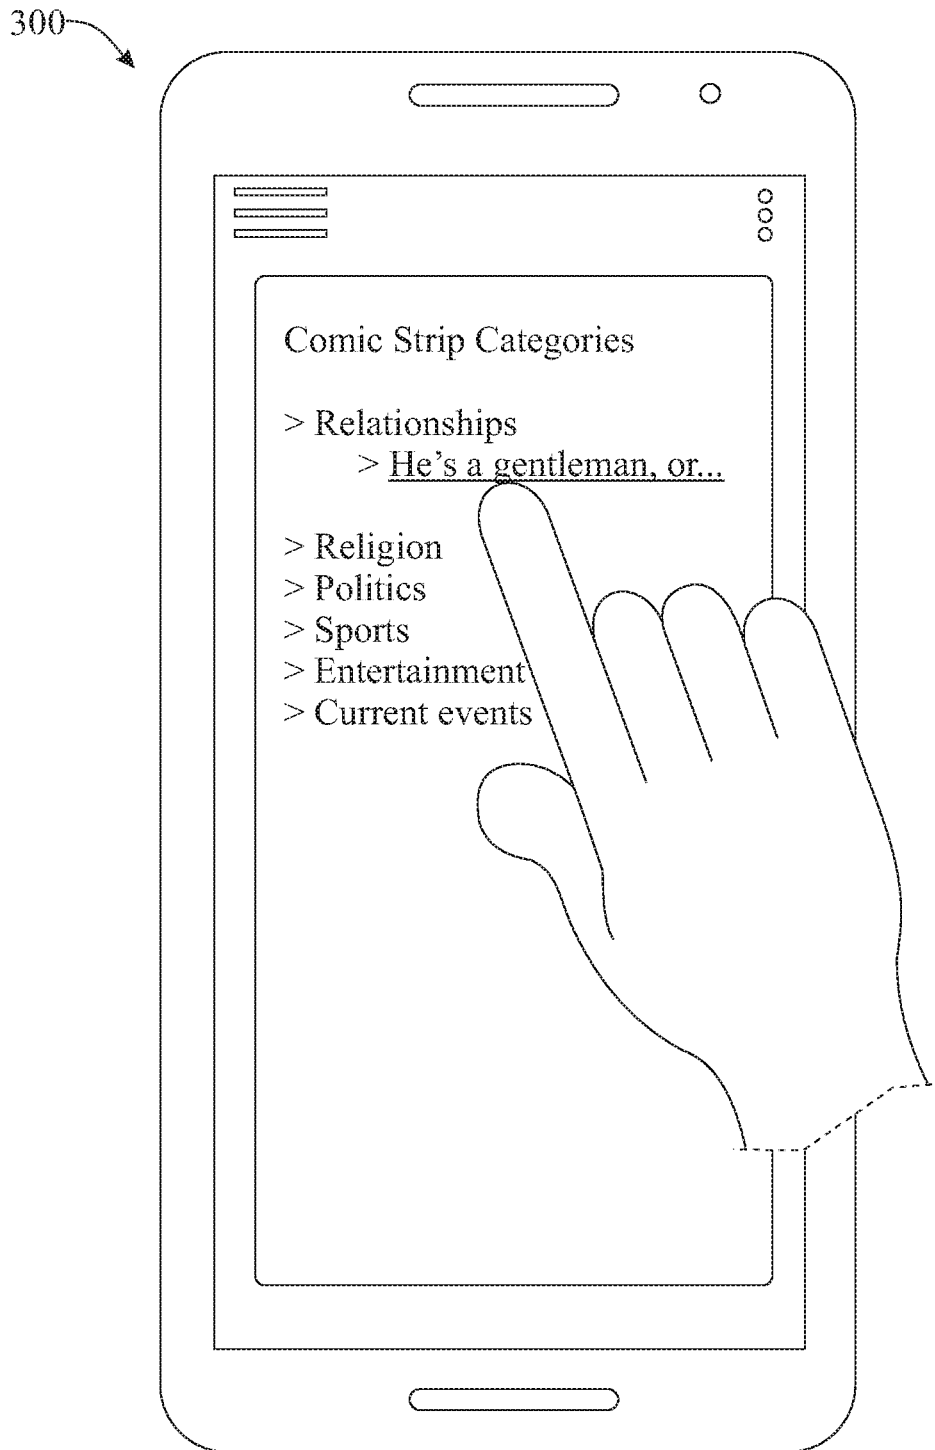 300
Comic Strip Categories
> Relationships
> He's a gentleman, or...
> Religion
> Politics
> Sports
> Entertainment
> Current events